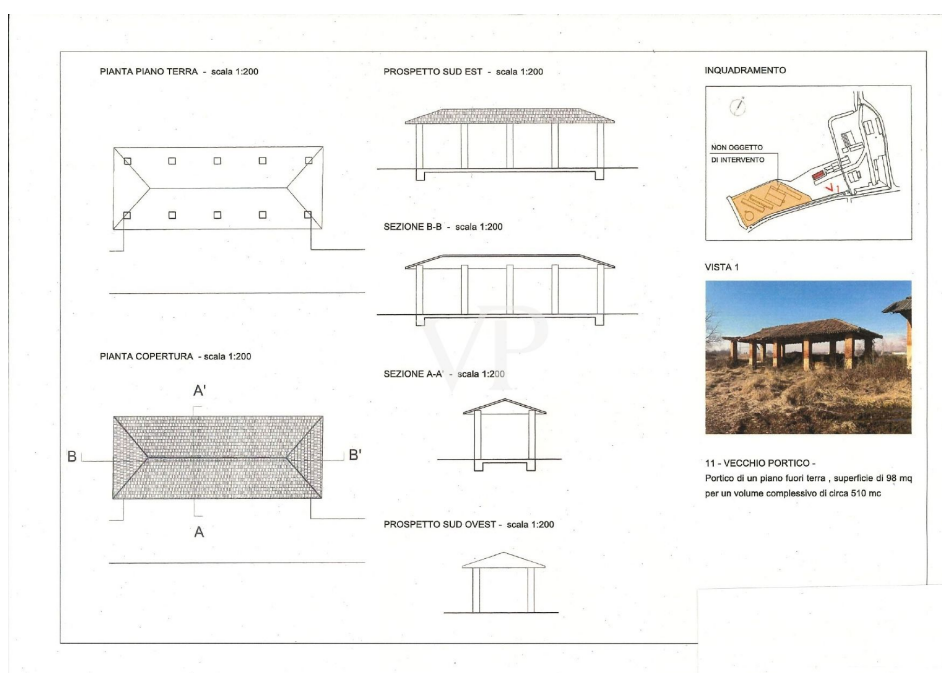 PIANTA PIANO TERRA - scala 1:200
PROSPETTO SUD EST - scala 1:200
INQUADRAMENTO
NON OGGETTO
DI INTERVENTO
V1
SEZIONE B-B - scala 1:200
VISTA 1
VP
PIANTA COPERTURA - scala 1:200
A'
B
B'
A
SEZIONE A-A' - scala 1:200
11 - VECCHIO PORTICO -
Portico di un piano fuori terra , superficie di 98 mq
per un volume complessivo di circa 510 mc
PROSPETTO SUD OVEST - scala 1:200